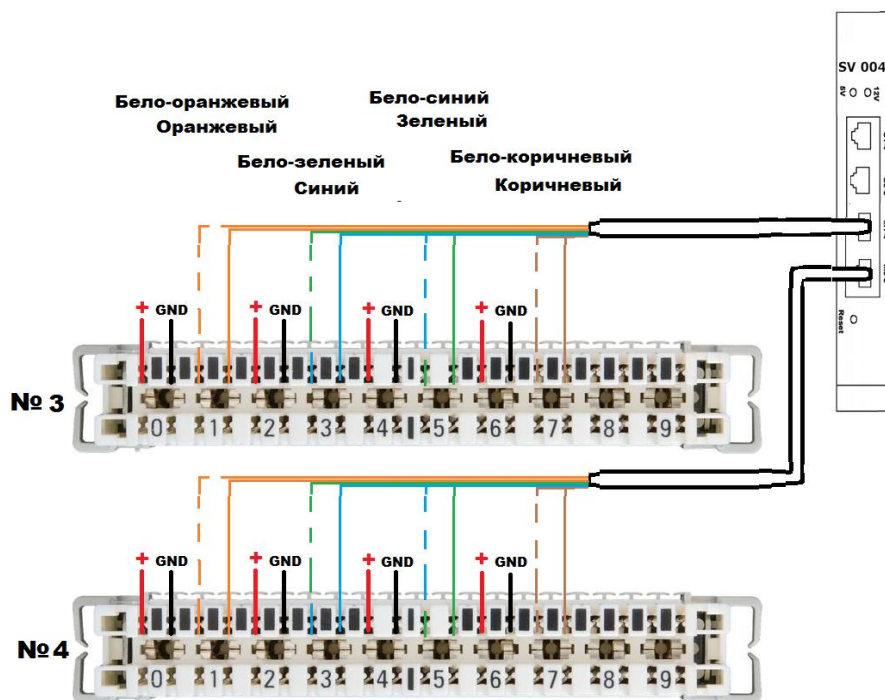 SV 004
5V
12V
Бело-оранжевый
Оранжевый
Бело-синий
Зеленый
Бело-зеленый
Синий
Бело-коричневый
Коричневый
Reset
+ GND + GND + GND + GND
№ 3
0 1 2 3 4 5 6 7 8 9
+ GND + GND + GND + GND
№ 4
0 1 2 3 4 5 6 7 8 9